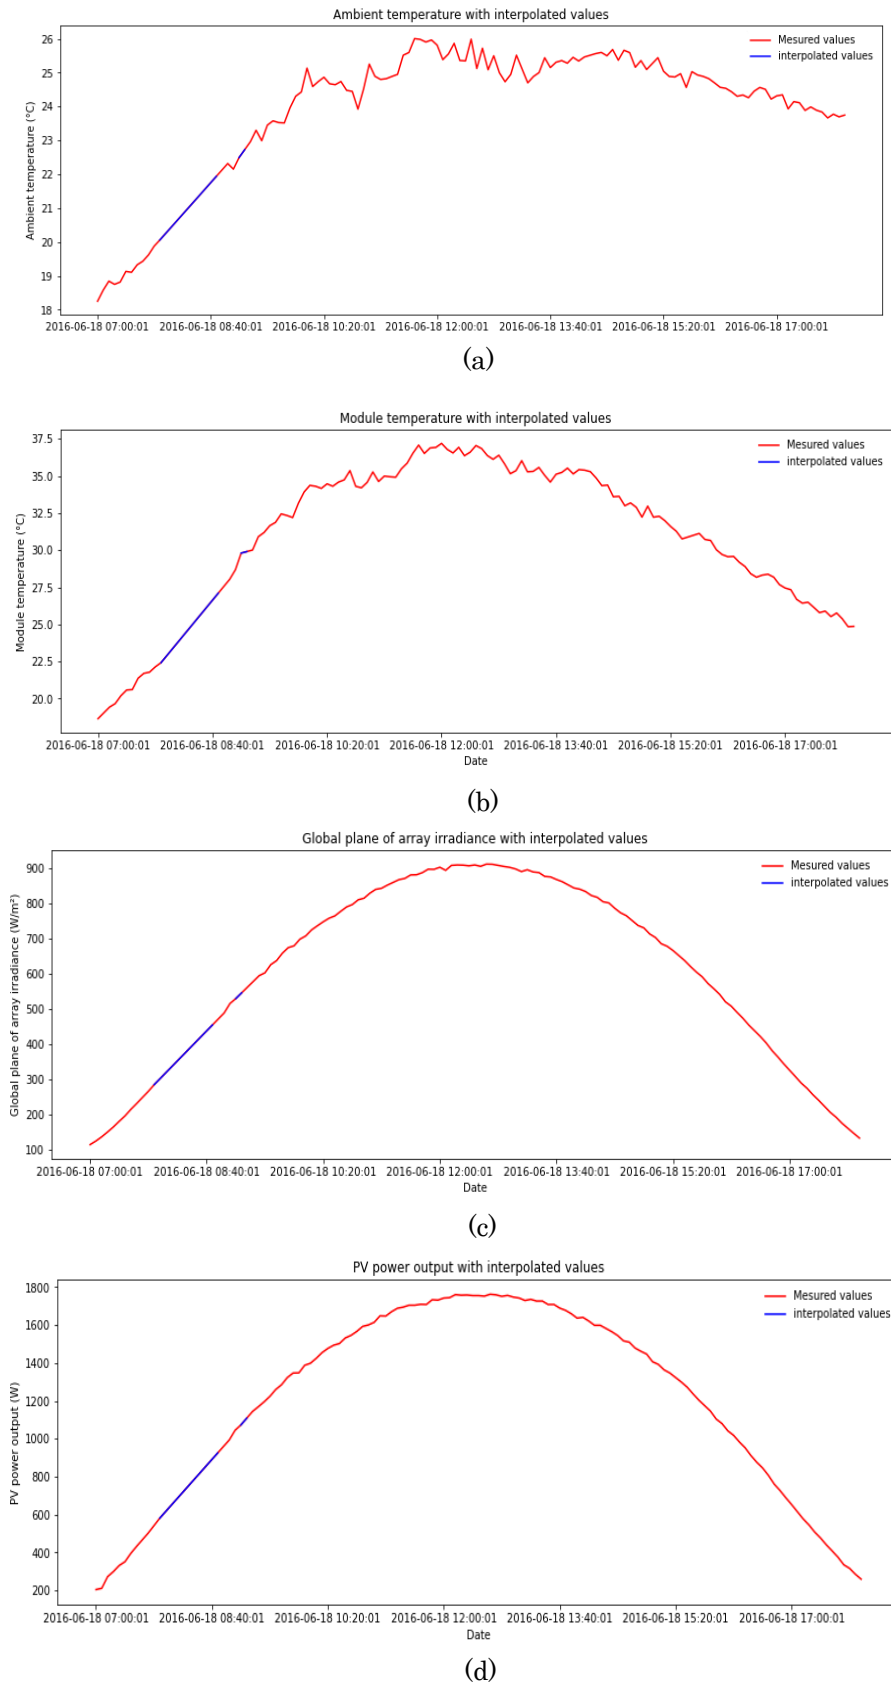 Ambient temperature with interpolated values
Mesured values
interpolated values
Ambient temperature (°C)
26
25
24
23
22
21
20
19
18
2016-06-18 07:00:01 2016-06-18 08:40:01 2016-06-18 10:20:01 2016-06-18 12:00:01 2016-06-18 13:40:01 2016-06-18 15:20:01 2016-06-18 17:00:01
(a)
Module temperature with interpolated values
Mesured values
interpolated values
Module temperature (°C)
37.5
35.0
32.5
30.0
27.5
25.0
22.5
20.0
2016-06-18 07:00:01 2016-06-18 08:40:01 2016-06-18 10:20:01 2016-06-18 12:00:01 2016-06-18 13:40:01 2016-06-18 15:20:01 2016-06-18 17:00:01
Date
(b)
Global plane of array irradiance with interpolated values
Mesured values
interpolated values
Global plane of array irradiance (W/m²)
900
800
700
600
500
400
300
200
100
2016-06-18 07:00:01 2016-06-18 08:40:01 2016-06-18 10:20:01 2016-06-18 12:00:01 2016-06-18 13:40:01 2016-06-18 15:20:01 2016-06-18 17:00:01
Date
(c)
PV power output with interpolated values
Mesured values
interpolated values
PV power output (W)
1800
1600
1400
1200
1000
800
600
400
200
2016-06-18 07:00:01 2016-06-18 08:40:01 2016-06-18 10:20:01 2016-06-18 12:00:01 2016-06-18 13:40:01 2016-06-18 15:20:01 2016-06-18 17:00:01
Date
(d)